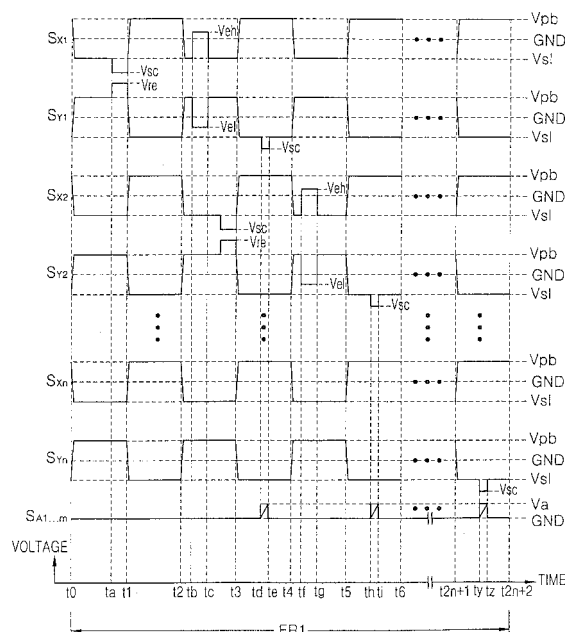 SX1 Veh Vpb
GND
Vsl
Vsc
Vre
SY1 Vel Vpb
GND
Vsl
Vsc
SX2 Veh Vpb
GND
Vsl
Vsc
Vre
SY2 Vel Vpb
GND
Vsl
Vsc
SXn Vpb
GND
Vsl
SYn Vpb
GND
Vsl
Vsc
SA1...m Va
GND
VOLTAGE
TIME
t0 ta t1 t2 tb tc t3 td te t4 tf tg t5 th ti t6 t2n+1 ty tz t2n+2
FR1